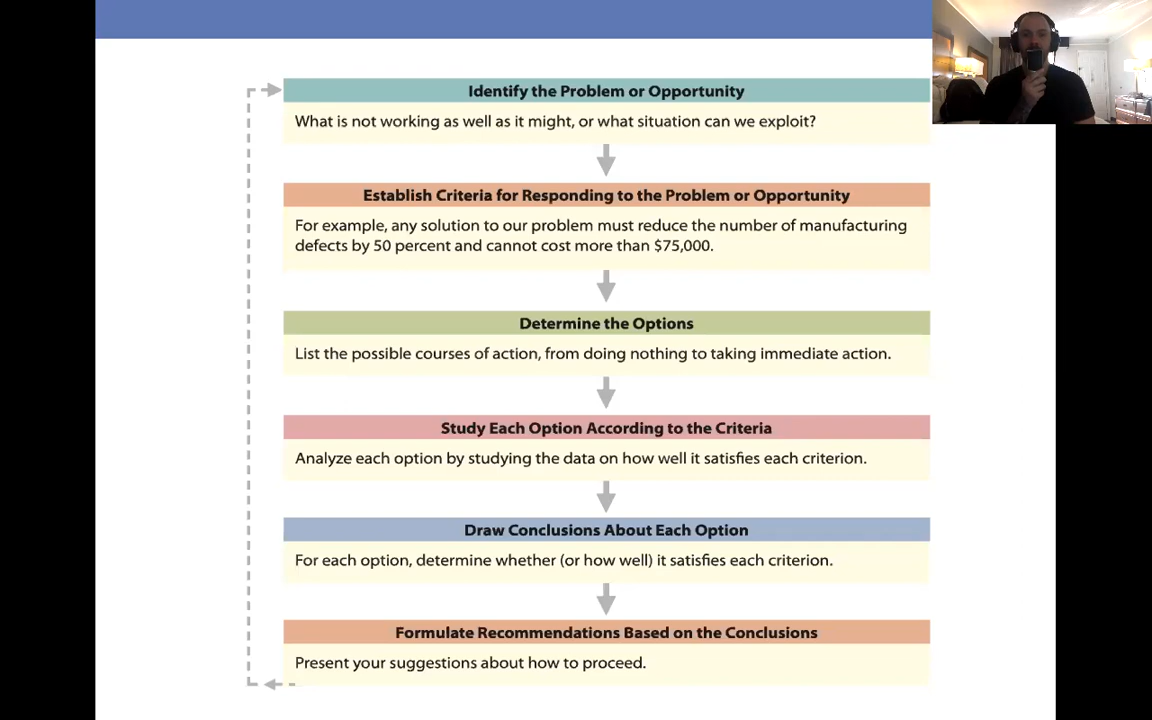 Identify the Problem or Opportunity
What is not working as well as it might, or what situation can we exploit?
Establish Criteria for Responding to the Problem or Opportunity
For example, any solution to our problem must reduce the number of manufacturing
defects by 50 percent and cannot cost more than $75,000.
Determine the Options
List the possible courses of action, from doing nothing to taking immediate action.
Study Each Option According to the Criteria
Analyze each option by studying the data on how well it satisfies each criterion.
Draw Conclusions About Each Option
For each option, determine whether (or how well) it satisfies each criterion.
Formulate Recommendations Based on the Conclusions
Present your suggestions about how to proceed.